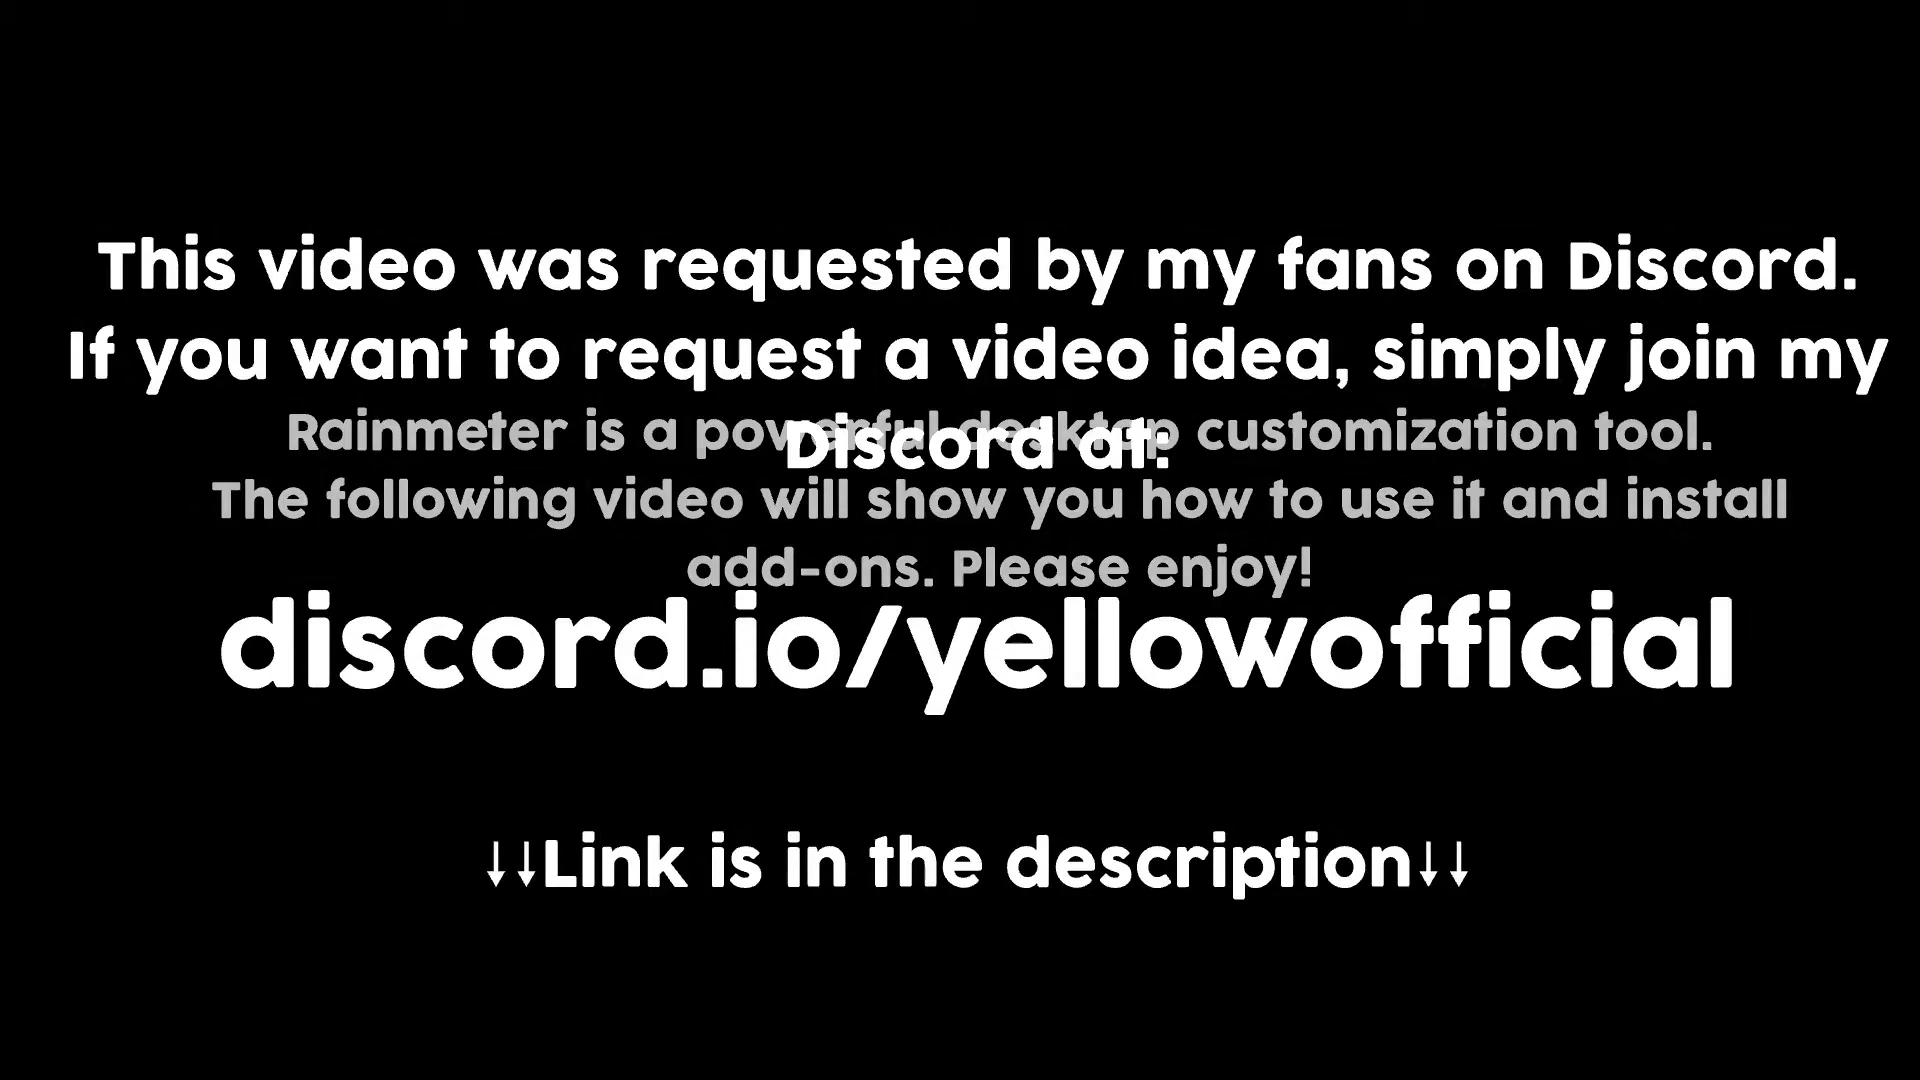 This video was requested by my fans on Discord.
If you want to request a video idea, simply join my
Discord at:
Rainmeter is a powerful desktop customization tool.
The following video will show you how to use it and install
add-ons. Please enjoy!
discord.io/yellowofficial
↓↓Link is in the description↓↓